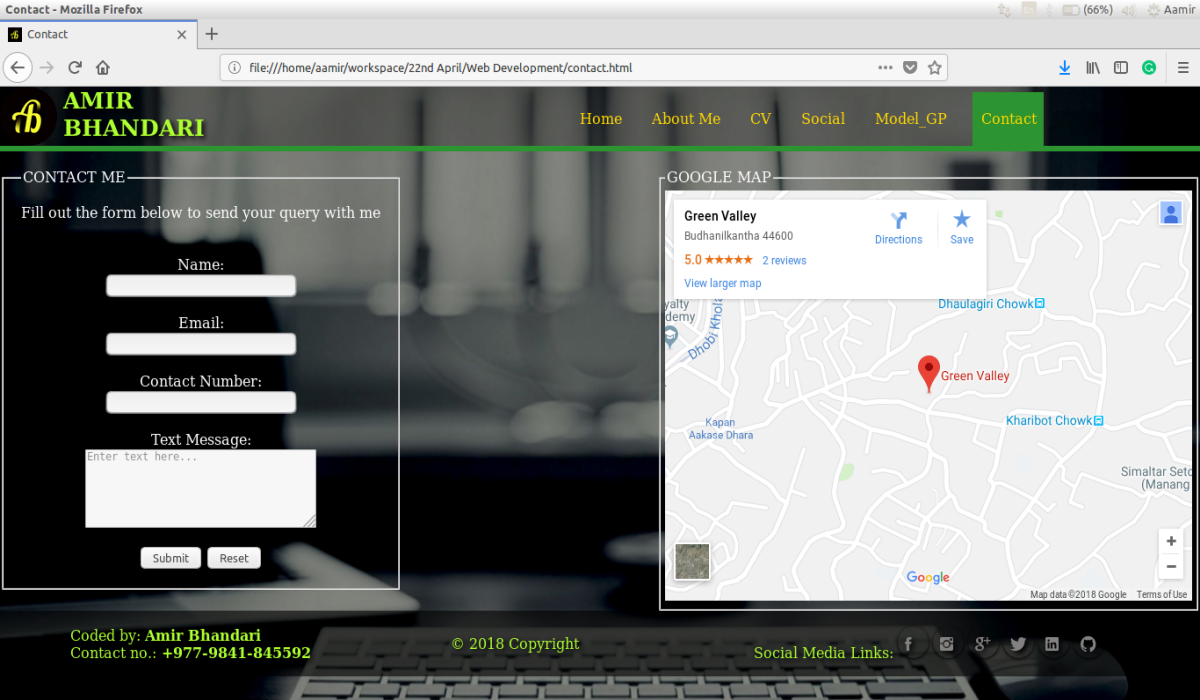 Contact - Mozilla Firefox
(66%)
Aamir
Contact
file:///home/aamir/workspace/22nd April/Web Development/contact.html
AMIR
BHANDARI
Home
About Me
CV
Social
Model_GP
Contact
CONTACT ME
Fill out the form below to send your query with me
Name:
Email:
Contact Number:
Text Message:
Enter text here...
Submit
Reset
GOOGLE MAP
Green Valley
Budhanilkantha 44600
5.0 ★★★★★ 2 reviews
View larger map
Directions
Save
yalty
demy
Dhobi Khola
Dhaulagiri Chowk
Green Valley
Kharibot Chowk
Kapan
Aakase Dhara
Simaltar Seto
(Manang
+
−
Google
Map data ©2018 Google
Terms of Use
Coded by: Amir Bhandari
Contact no.: +977-9841-845592
© 2018 Copyright
Social Media Links: